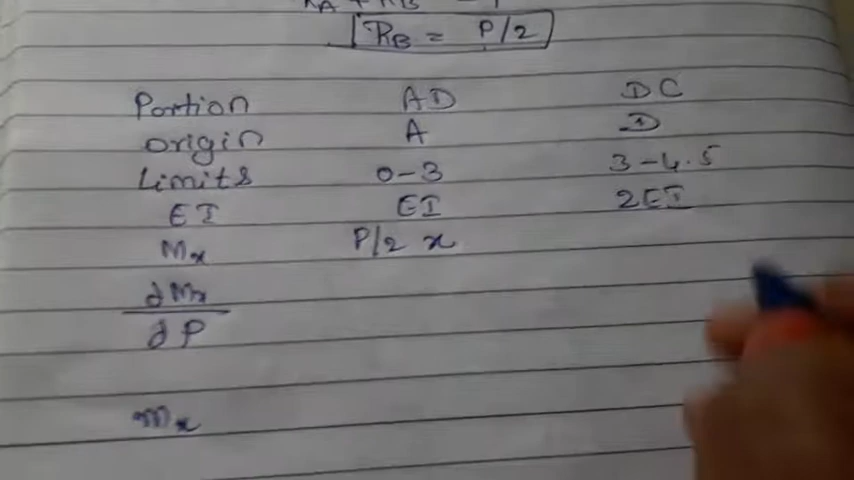 RB = P/2
Portion AD DC
origin A D
Limits 0-3 3-4.5
EI EI 2EI
Mx P/2 x
∂Mx
∂P
mx